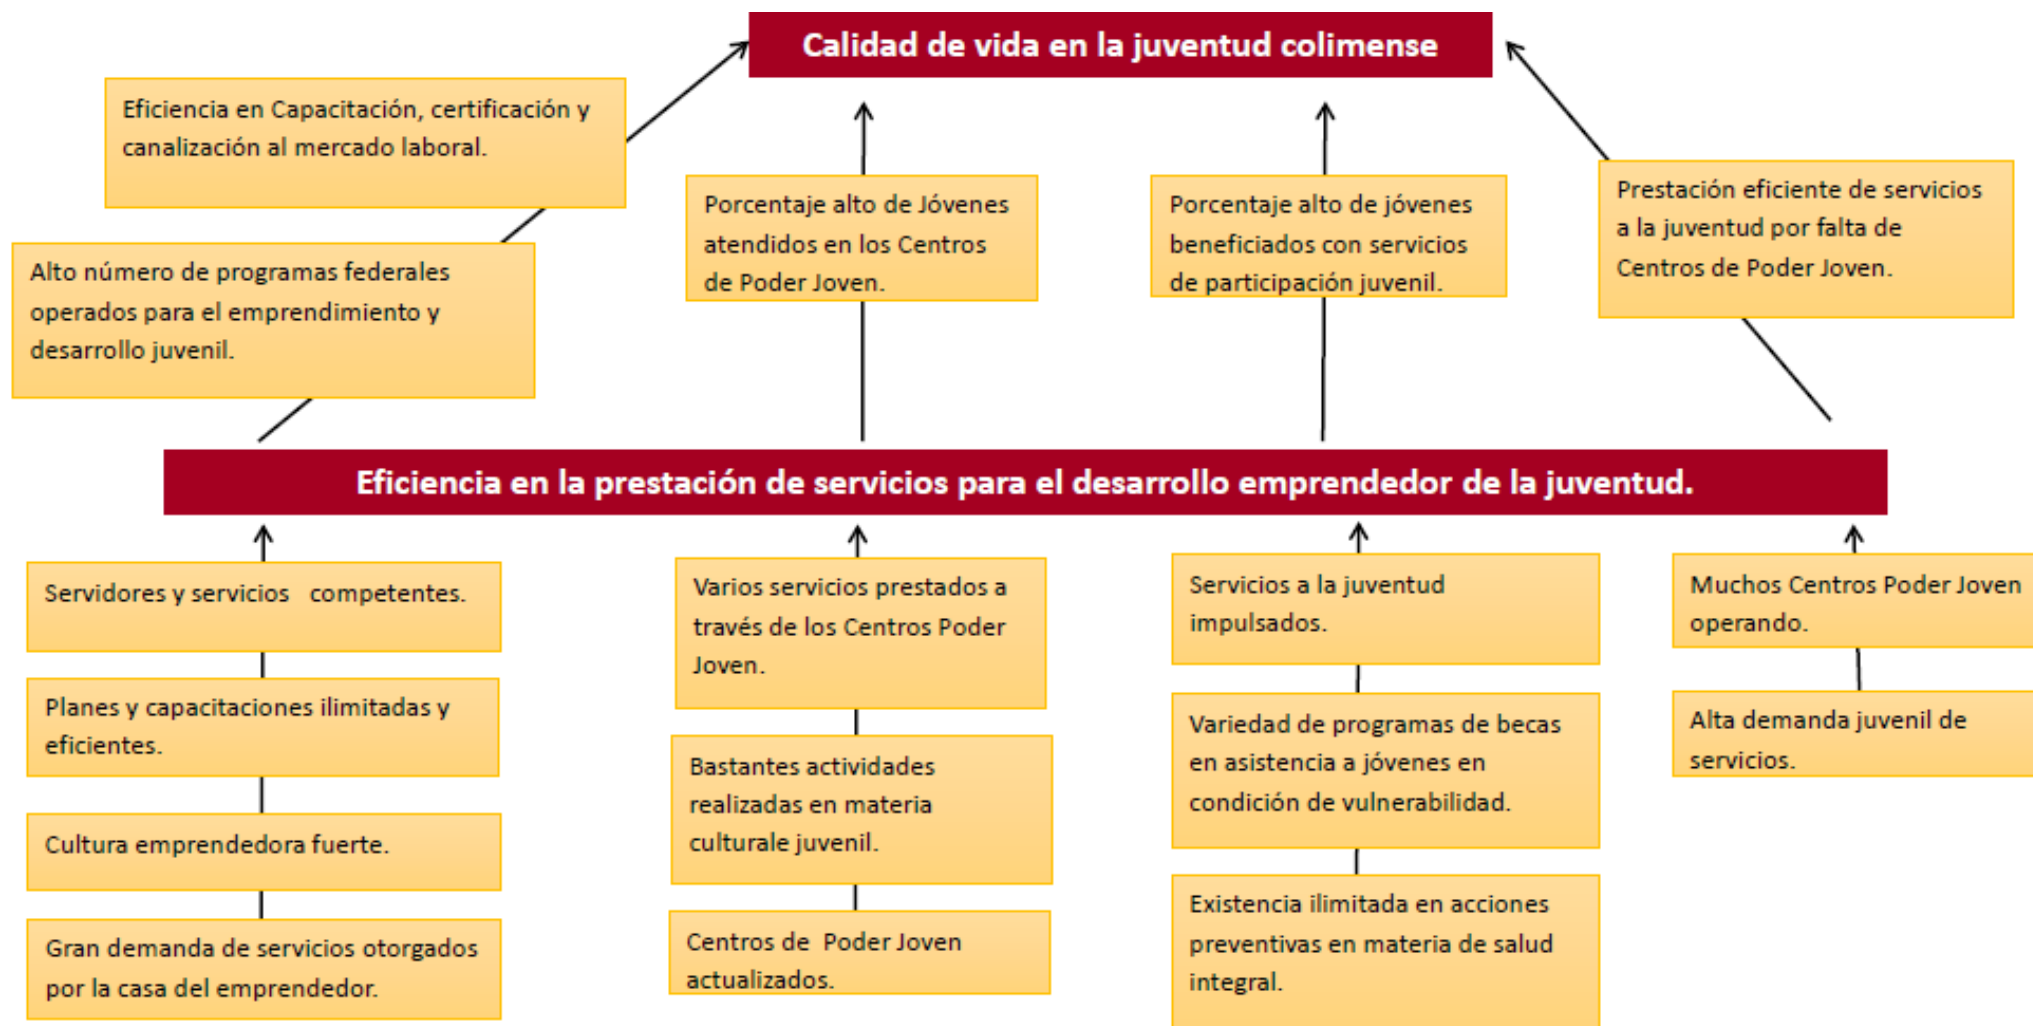 Calidad de vida en la juventud colimense
Eficiencia en Capacitación, certificación y
canalización al mercado laboral.
Alto número de programas federales
operados para el emprendimiento y
desarrollo juvenil.
Porcentaje alto de Jóvenes
atendidos en los Centros
de Poder Joven.
Porcentaje alto de jóvenes
beneficiados con servicios
de participación juvenil.
Prestación eficiente de servicios
a la juventud por falta de
Centros de Poder Joven.
Eficiencia en la prestación de servicios para el desarrollo emprendedor de la juventud.
Servidores y servicios competentes.
Planes y capacitaciones ilimitadas y
eficientes.
Cultura emprendedora fuerte.
Gran demanda de servicios otorgados
por la casa del emprendedor.
Varios servicios prestados a
través de los Centros Poder
Joven.
Bastantes actividades
realizadas en materia
culturale juvenil.
Centros de Poder Joven
actualizados.
Servicios a la juventud
impulsados.
Variedad de programas de becas
en asistencia a jóvenes en
condición de vulnerabilidad.
Existencia ilimitada en acciones
preventivas en materia de salud
integral.
Muchos Centros Poder Joven
operando.
Alta demanda juvenil de
servicios.